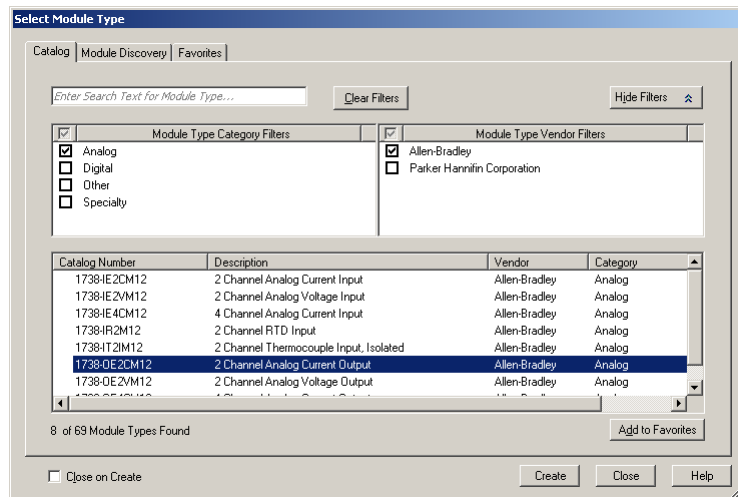 Select Module Type
Catalog Module Discovery Favorites
Enter Search Text for Module Type... Clear Filters Hide Filters
Module Type Category Filters Module Type Vendor Filters
Analog Allen-Bradley
Digital Parker Hannifin Corporation
Other
Specialty
Catalog Number Description Vendor Category
1738-IE2CM12 2 Channel Analog Current Input Allen-Bradley Analog
1738-IE2VM12 2 Channel Analog Voltage Input Allen-Bradley Analog
1738-IE4CM12 4 Channel Analog Current Input Allen-Bradley Analog
1738-IR2M12 2 Channel RTD Input Allen-Bradley Analog
1738-IT2IM12 2 Channel Thermocouple Input, Isolated Allen-Bradley Analog
1738-OE2CM12 2 Channel Analog Current Output Allen-Bradley Analog
1738-OE2VM12 2 Channel Analog Voltage Output Allen-Bradley Analog
8 of 69 Module Types Found Add to Favorites
Close on Create Create Close Help